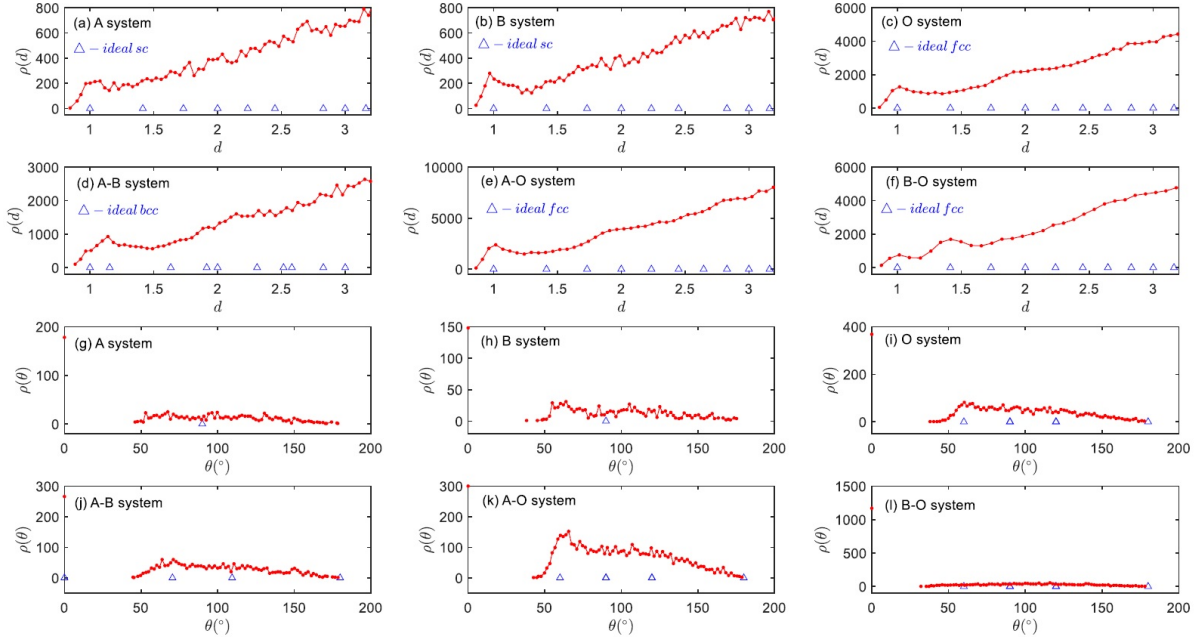 800
600
400
200
0
ρ(d)
(a) A system
△ – ideal sc
1 1.5 2 2.5 3
d
800
600
400
200
0
ρ(d)
(b) B system
△ – ideal sc
1 1.5 2 2.5 3
d
6000
4000
2000
0
ρ(d)
(c) O system
△ – ideal fcc
1 1.5 2 2.5 3
d
3000
2000
1000
0
ρ(d)
(d) A-B system
△ – ideal bcc
1 1.5 2 2.5 3
d
10000
5000
0
ρ(d)
(e) A-O system
△ – ideal fcc
1 1.5 2 2.5 3
d
6000
4000
2000
0
ρ(d)
(f) B-O system
△ – ideal fcc
1 1.5 2 2.5 3
d
200
100
0
ρ(θ)
(g) A system
0 50 100 150 200
θ(°)
150
100
50
0
ρ(θ)
(h) B system
0 50 100 150 200
θ(°)
400
200
0
ρ(θ)
(i) O system
0 50 100 150 200
θ(°)
300
200
100
0
ρ(θ)
(j) A-B system
0 50 100 150 200
θ(°)
300
200
100
0
ρ(θ)
(k) A-O system
0 50 100 150 200
θ(°)
1500
1000
500
0
ρ(θ)
(l) B-O system
0 50 100 150 200
θ(°)